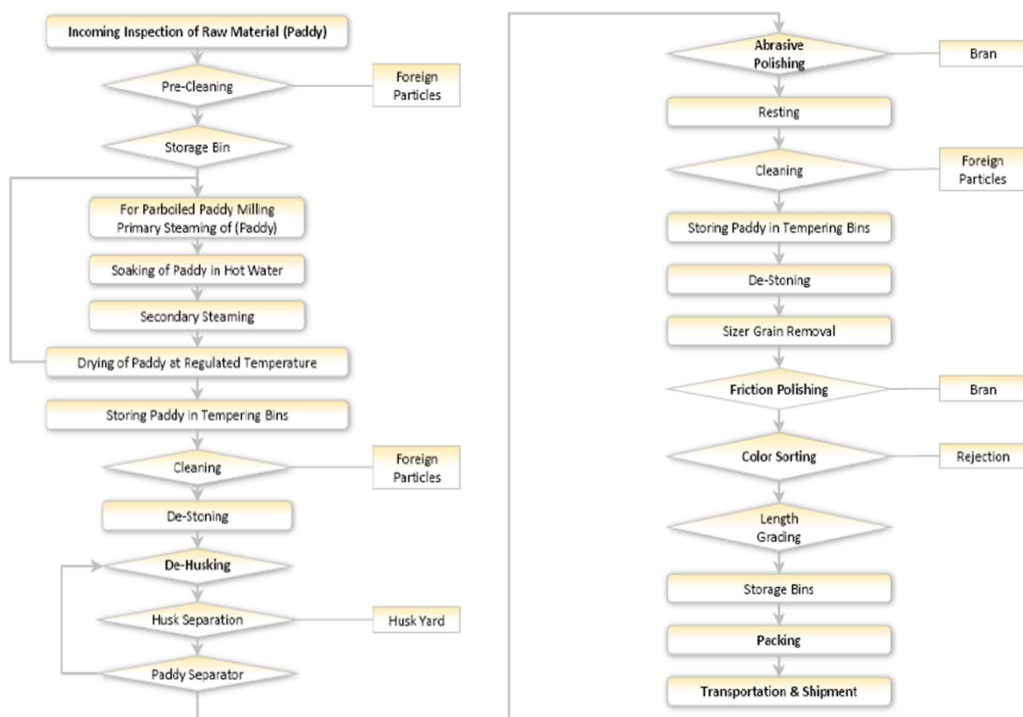 Incoming Inspection of Raw Material (Paddy)
Pre-Cleaning
Foreign
Particles
Storage Bin
For Parboiled Paddy Milling
Primary Steaming of (Paddy)
Soaking of Paddy in Hot Water
Secondary Steaming
Drying of Paddy at Regulated Temperature
Storing Paddy in Tempering Bins
Cleaning
Foreign
Particles
De-Stoning
De-Husking
Husk Separation
Husk Yard
Paddy Separator
Abrasive
Polishing
Bran
Resting
Cleaning
Foreign
Particles
Storing Paddy in Tempering Bins
De-Stoning
Sizer Grain Removal
Friction Polishing
Bran
Color Sorting
Rejection
Length
Grading
Storage Bins
Packing
Transportation & Shipment